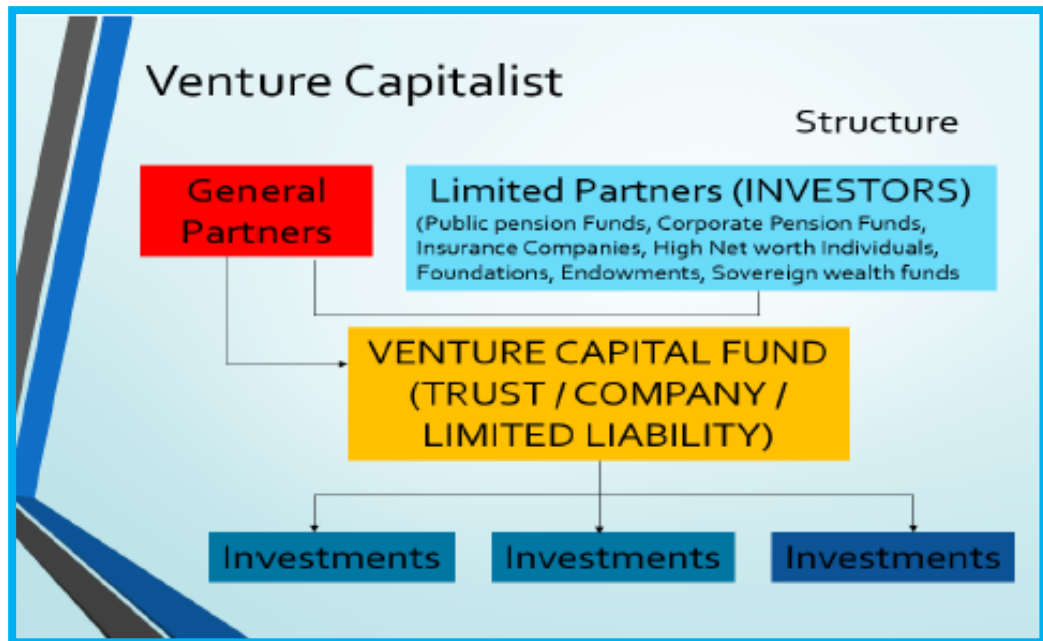 Venture Capitalist
Structure
General
Partners
Limited Partners (INVESTORS)
(Public pension Funds, Corporate Pension Funds,
Insurance Companies, High Net worth Individuals,
Foundations, Endowments, Sovereign wealth funds
VENTURE CAPITAL FUND
(TRUST / COMPANY /
LIMITED LIABILITY)
Investments
Investments
Investments